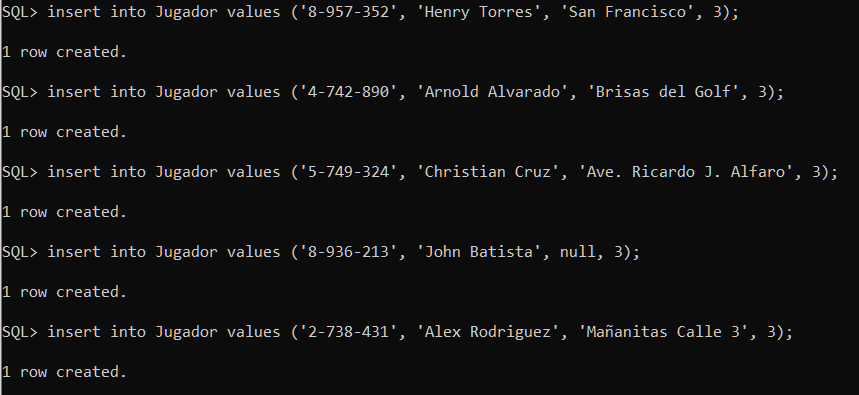 SQL> insert into Jugador values ('8-957-352', 'Henry Torres', 'San Francisco', 3);
1 row created.
SQL> insert into Jugador values ('4-742-890', 'Arnold Alvarado', 'Brisas del Golf', 3);
1 row created.
SQL> insert into Jugador values ('5-749-324', 'Christian Cruz', 'Ave. Ricardo J. Alfaro', 3);
1 row created.
SQL> insert into Jugador values ('8-936-213', 'John Batista', null, 3);
1 row created.
SQL> insert into Jugador values ('2-738-431', 'Alex Rodriguez', 'Mañanitas Calle 3', 3);
1 row created.